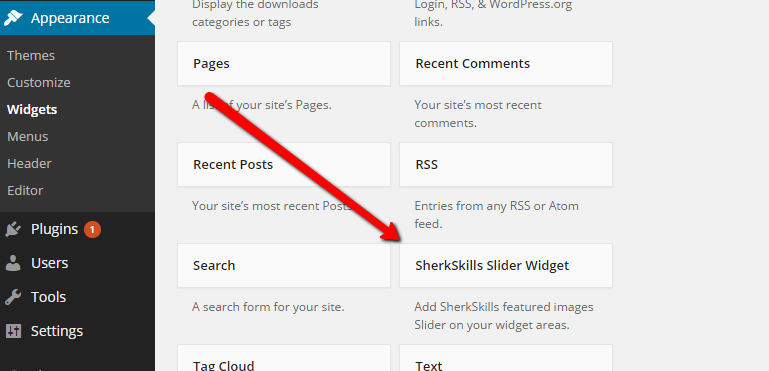 Appearance
Themes
Customize
Widgets
Menus
Header
Editor
Plugins 1
Users
Tools
Settings
Display the downloads
categories or tags
Login, RSS, & WordPress.org
links.
Pages
Recent Comments
A list of your site's Pages.
Your site's most recent
comments.
Recent Posts
RSS
Your site's most recent Posts.
Entries from any RSS or Atom
feed.
Search
SherkSkills Slider Widget
A search form for your site.
Add SherkSkills featured images
Slider on your widget areas.
Tag Cloud
Text